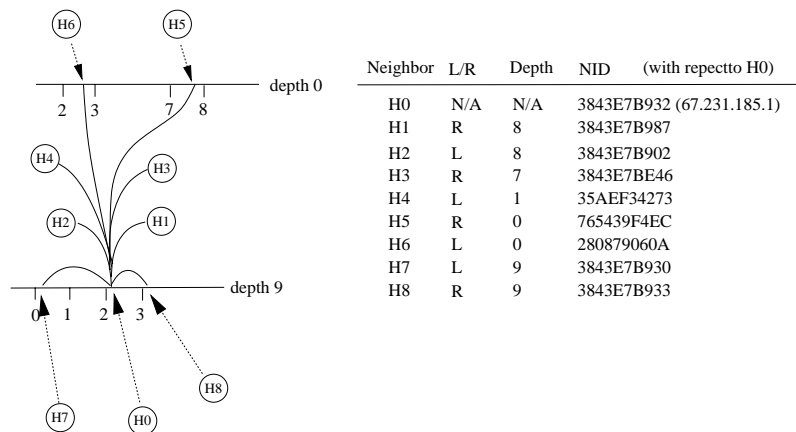 H6 H5
depth 0
2 3 7 8
H4 H3
H2 H1
depth 9
0 1 2 3
H8
H7 H0
Neighbor L/R Depth NID (with repectto H0)
H0 N/A N/A 3843E7B932 (67.231.185.1)
H1 R 8 3843E7B987
H2 L 8 3843E7B902
H3 R 7 3843E7BE46
H4 L 1 35AEF34273
H5 R 0 765439F4EC
H6 L 0 280879060A
H7 L 9 3843E7B930
H8 R 9 3843E7B933